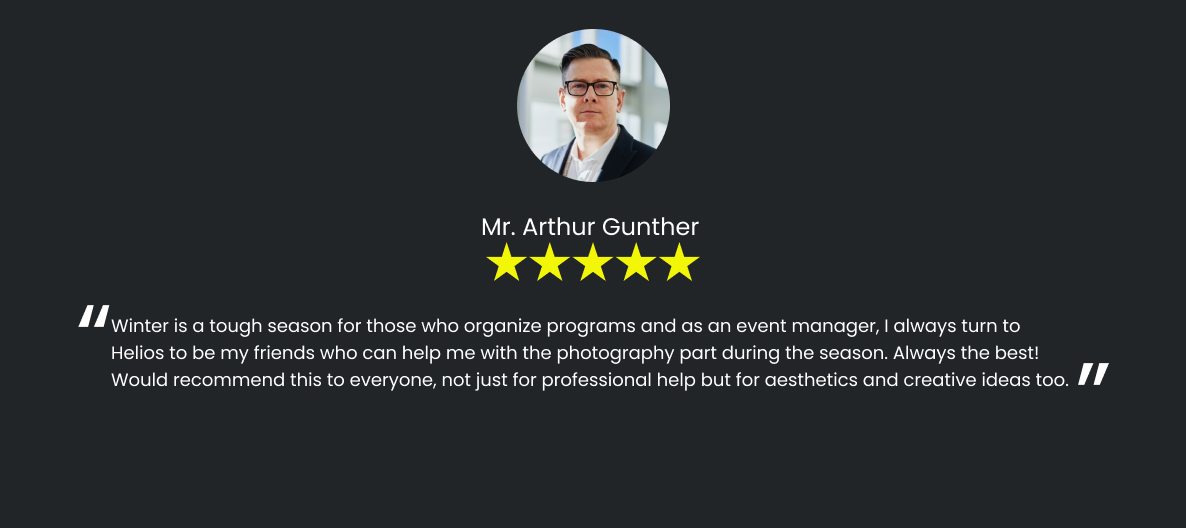 Mr. Arthur Gunther
"Winter is a tough season for those who organize programs and as an event manager, I always turn to
Helios to be my friends who can help me with the photography part during the season. Always the best!
Would recommend this to everyone, not just for professional help but for aesthetics and creative ideas too."